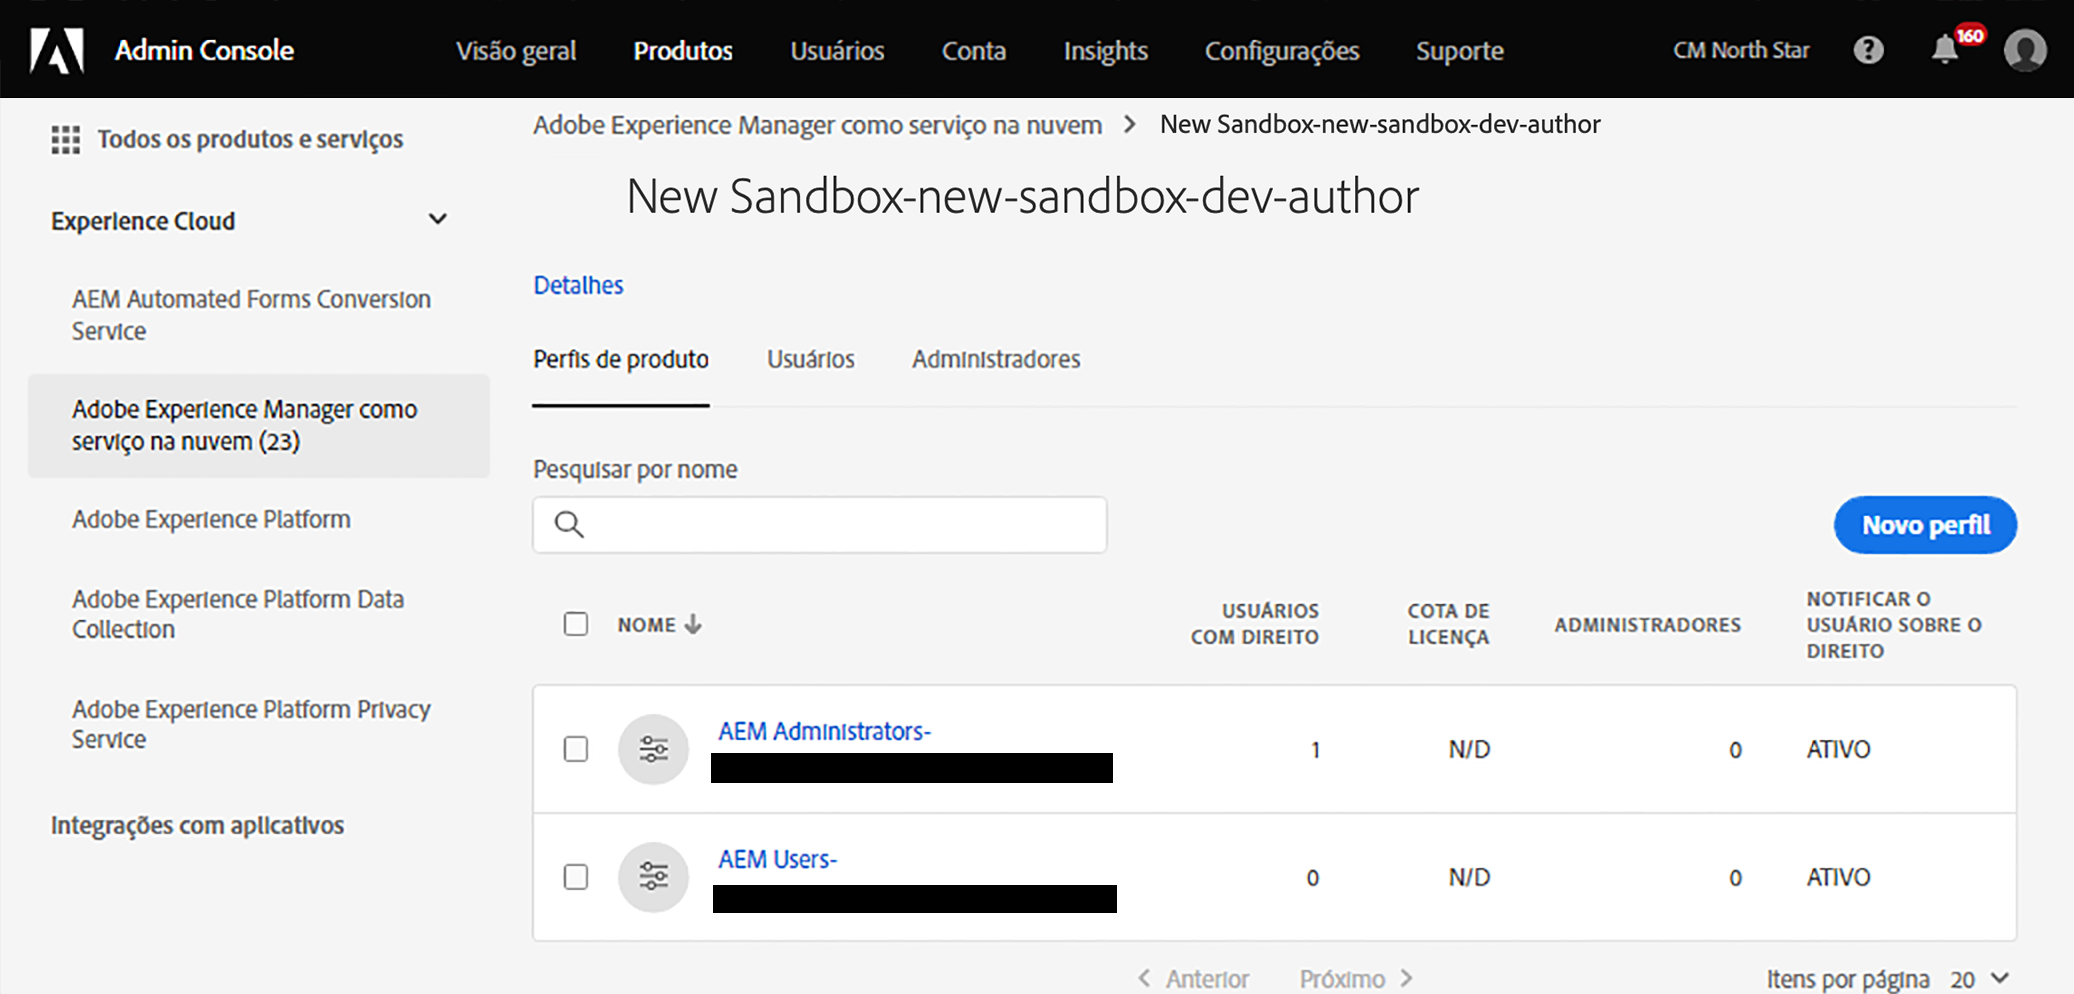 Admin Console
Visão geral
Produtos
Usuários
Conta
Insights
Configurações
Suporte
CM North Star
160
Todos os produtos e serviços
Experience Cloud
AEM Automated Forms Conversion
Service
Adobe Experience Manager como
serviço na nuvem (23)
Adobe Experience Platform
Adobe Experience Platform Data
Collection
Adobe Experience Platform Privacy
Service
Integrações com aplicativos
Adobe Experience Manager como serviço na nuvem
New Sandbox-new-sandbox-dev-author
New Sandbox-new-sandbox-dev-author
Detalhes
Perfis de produto
Usuários
Administradores
Pesquisar por nome
Novo perfil
NOME
USUÁRIOS
COM DIREITO
COTA DE
LICENÇA
ADMINISTRADORES
NOTIFICAR O
USUÁRIO SOBRE O
DIREITO
AEM Administrators-
1
N/D
0
ATIVO
AEM Users-
0
N/D
0
ATIVO
Anterior
Próximo
Itens por página
20